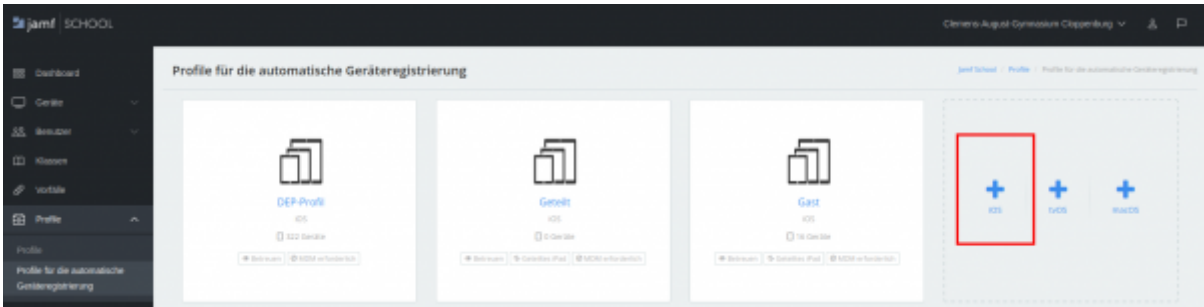 jamf SCHOOL
Clemens-August-Gymnasium Cloppenburg
Dashboard
Geräte
Benutzer
Klassen
Vorfälle
Profile
Profile
Profile für die automatische
Geräteregistrierung
Profile für die automatische Geräteregistrierung
Jamf School / Profile / Profile für die automatische Geräteregistrierung
DEP-Profil
iOS
322 Geräte
Betreuen MDM erforderlich
Geteilt
iOS
0 Geräte
Betreuen Geteiltes iPad MDM erforderlich
Gast
iOS
16 Geräte
Betreuen Geteiltes iPad MDM erforderlich
iOS
tvOS
macOS